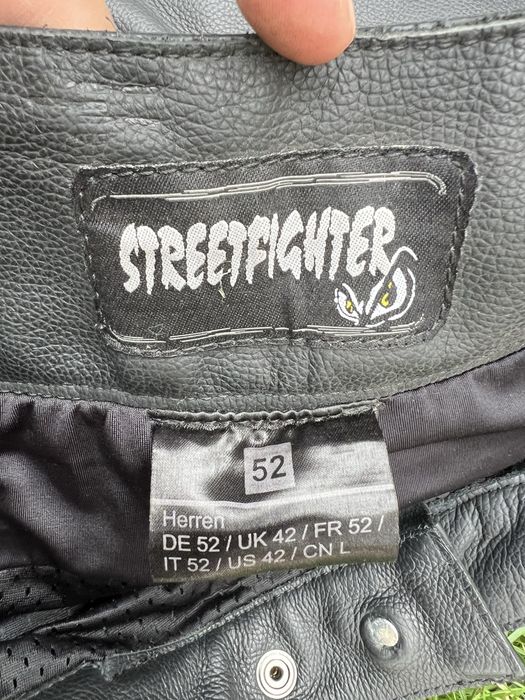 STREETFIGHTER
52
Herren
DE 52 / UK 42 / FR 52 /
IT 52 / US 42 / CN L